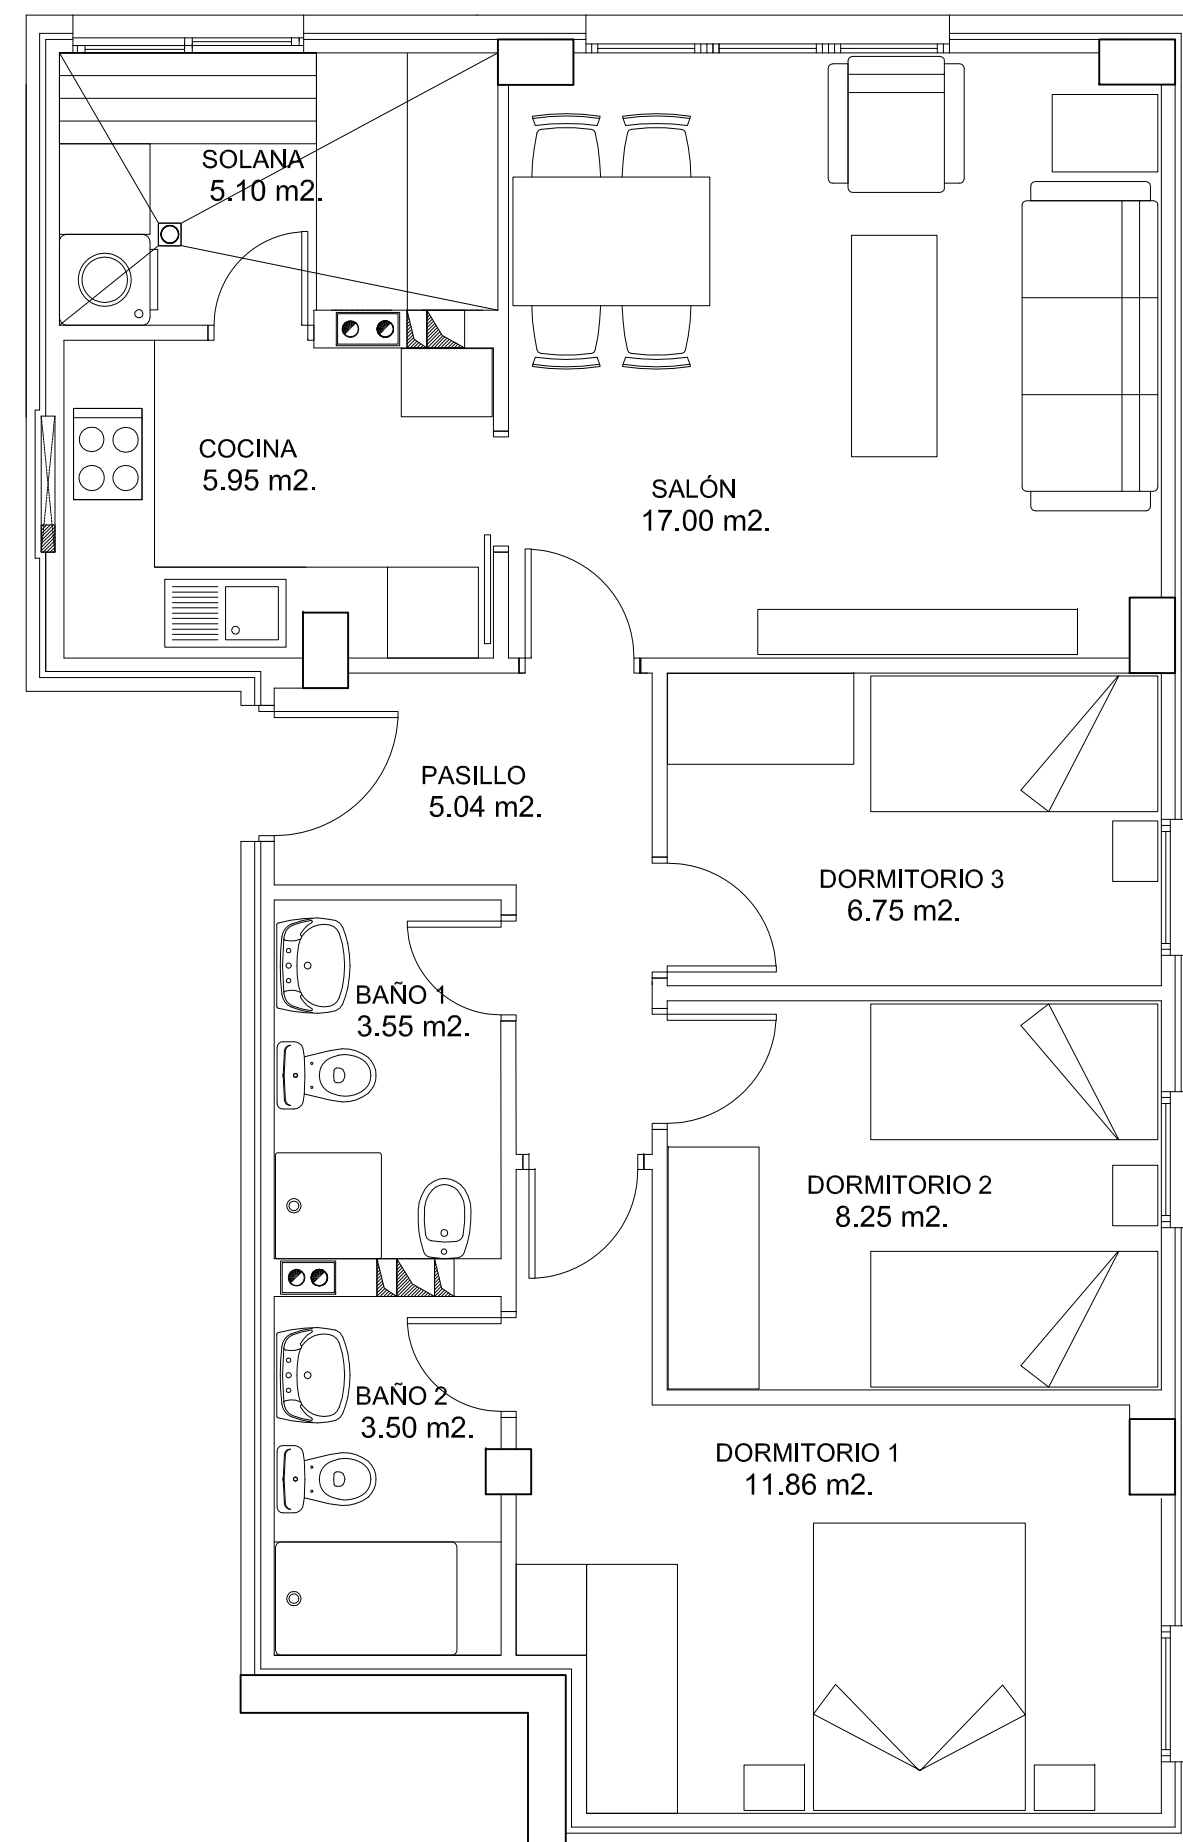 SOLANA
5.10 m2.
COCINA
5.95 m2.
SALÓN
17.00 m2.
PASILLO
5.04 m2.
DORMITORIO 3
6.75 m2.
BAÑO 1
3.55 m2.
DORMITORIO 2
8.25 m2.
BAÑO 2
3.50 m2.
DORMITORIO 1
11.86 m2.